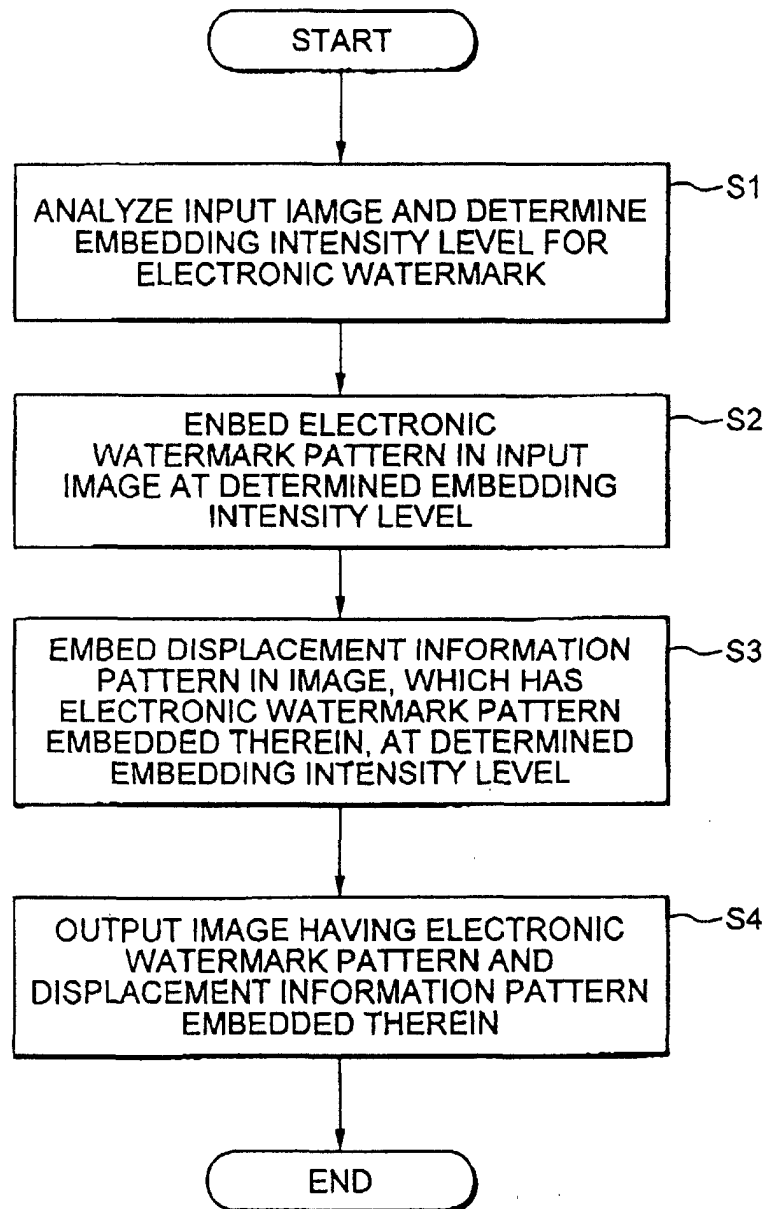 START
ANALYZE INPUT IAMGE AND DETERMINE
EMBEDDING INTENSITY LEVEL FOR
ELECTRONIC WATERMARK
S1
ENBED ELECTRONIC
WATERMARK PATTERN IN INPUT
IMAGE AT DETERMINED EMBEDDING
INTENSITY LEVEL
S2
EMBED DISPLACEMENT INFORMATION
PATTERN IN IMAGE, WHICH HAS
ELECTRONIC WATERMARK PATTERN
EMBEDDED THEREIN, AT DETERMINED
EMBEDDING INTENSITY LEVEL
S3
OUTPUT IMAGE HAVING ELECTRONIC
WATERMARK PATTERN AND
DISPLACEMENT INFORMATION PATTERN
EMBEDDED THEREIN
S4
END